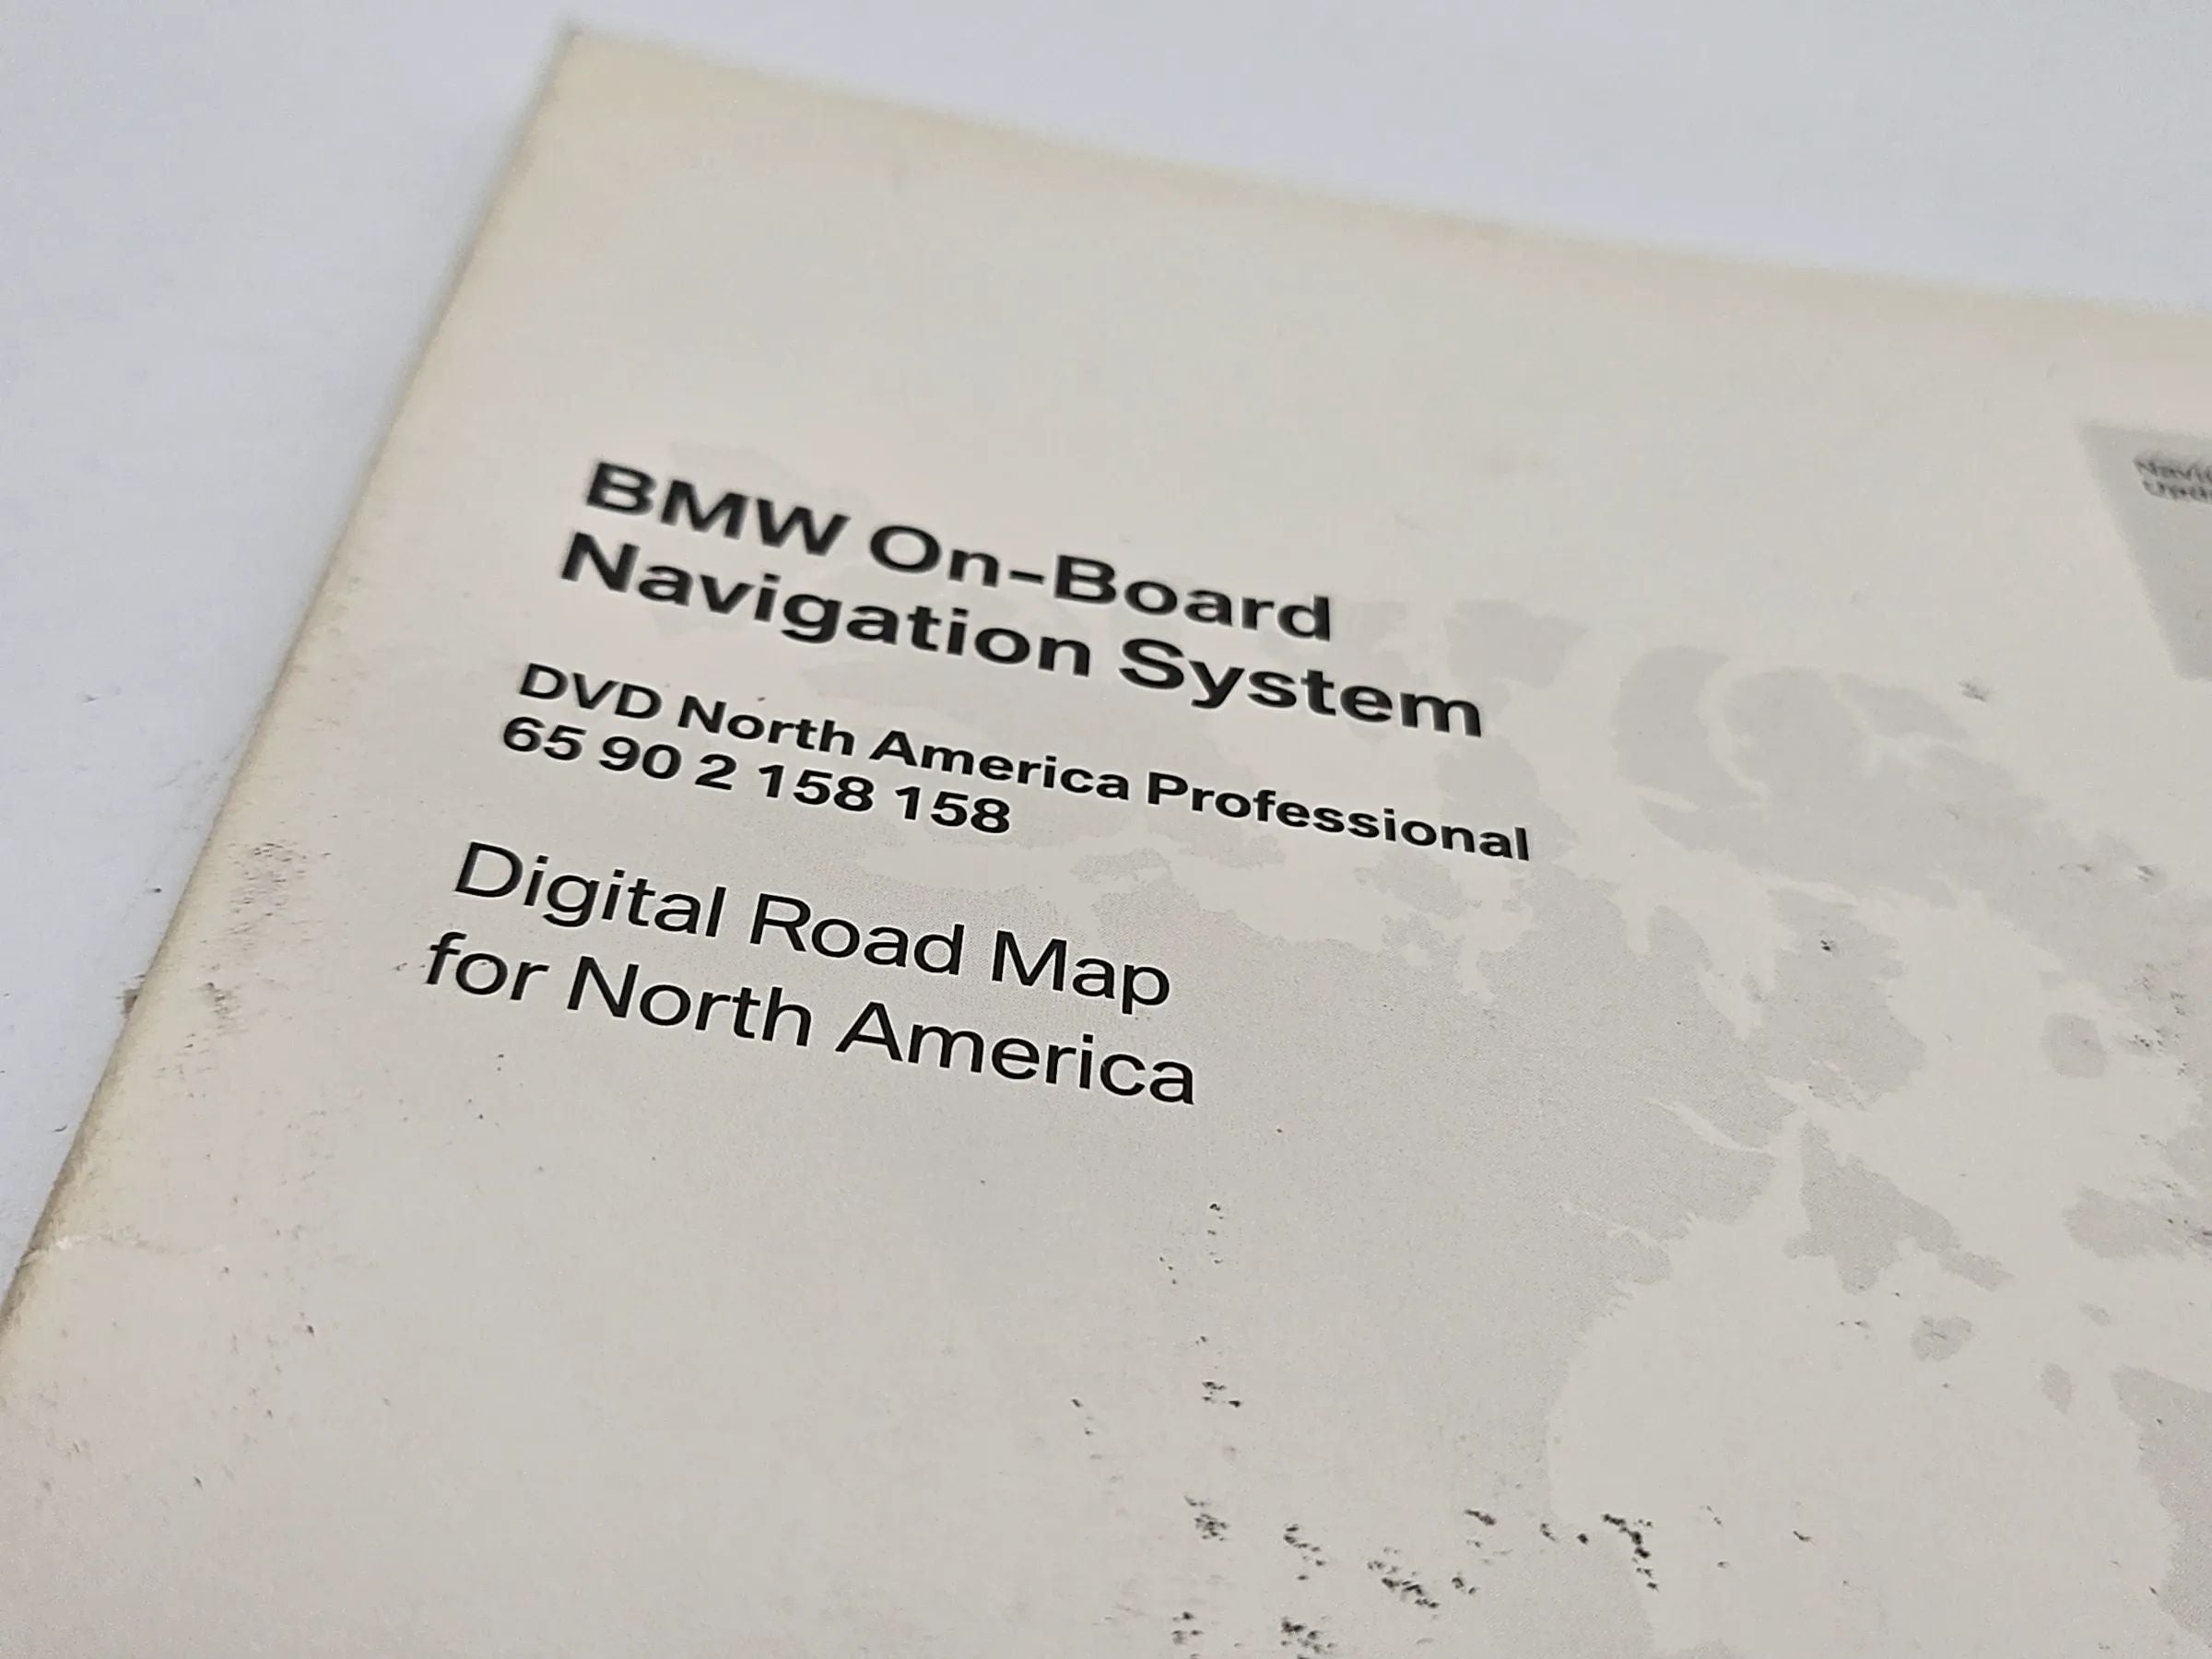 BMW On-Board
Navigation System
DVD North America Professional
65 90 2 158 158
Digital Road Map
for North America